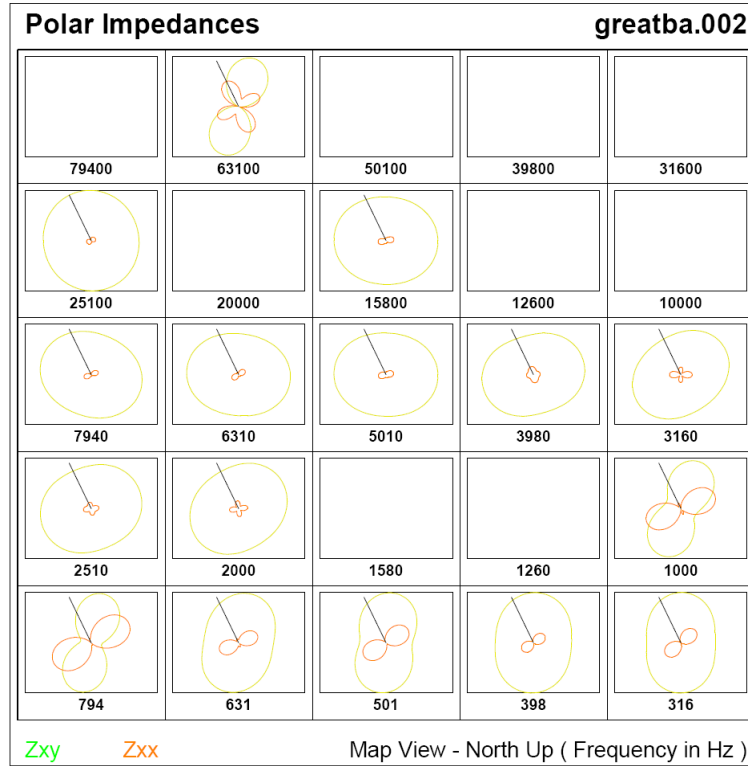 Polar Impedances greatba.002
79400 63100 50100 39800 31600
25100 20000 15800 12600 10000
7940 6310 5010 3980 3160
2510 2000 1580 1260 1000
794 631 501 398 316
Zxy Zxx Map View - North Up ( Frequency in Hz )